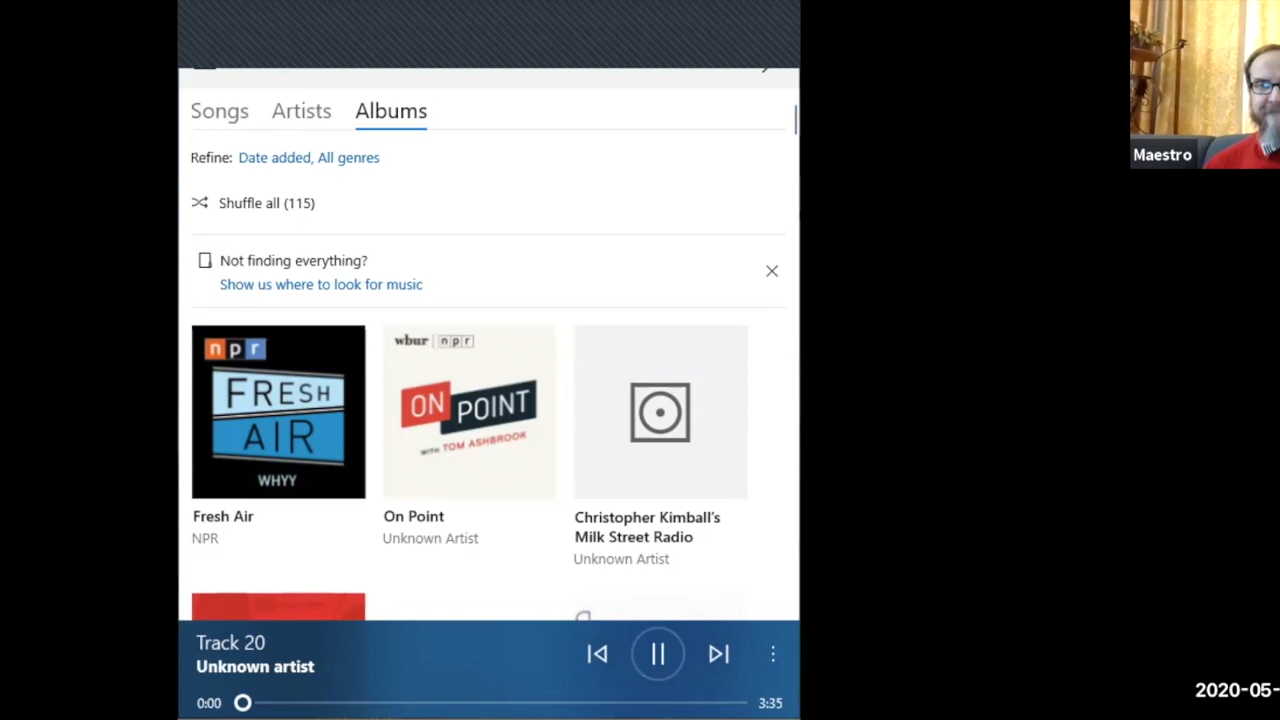 Songs Artists Albums
Refine: Date added, All genres
Shuffle all (115)
Not finding everything?
Show us where to look for music
npr
FRESH
AIR
WHYY
wbur | npr
ON POINT
WITH TOM ASHBROOK
Fresh Air
NPR
On Point
Unknown Artist
Christopher Kimball's
Milk Street Radio
Unknown Artist
Track 20
Unknown artist
0:00
3:35
Maestro
2020-05-